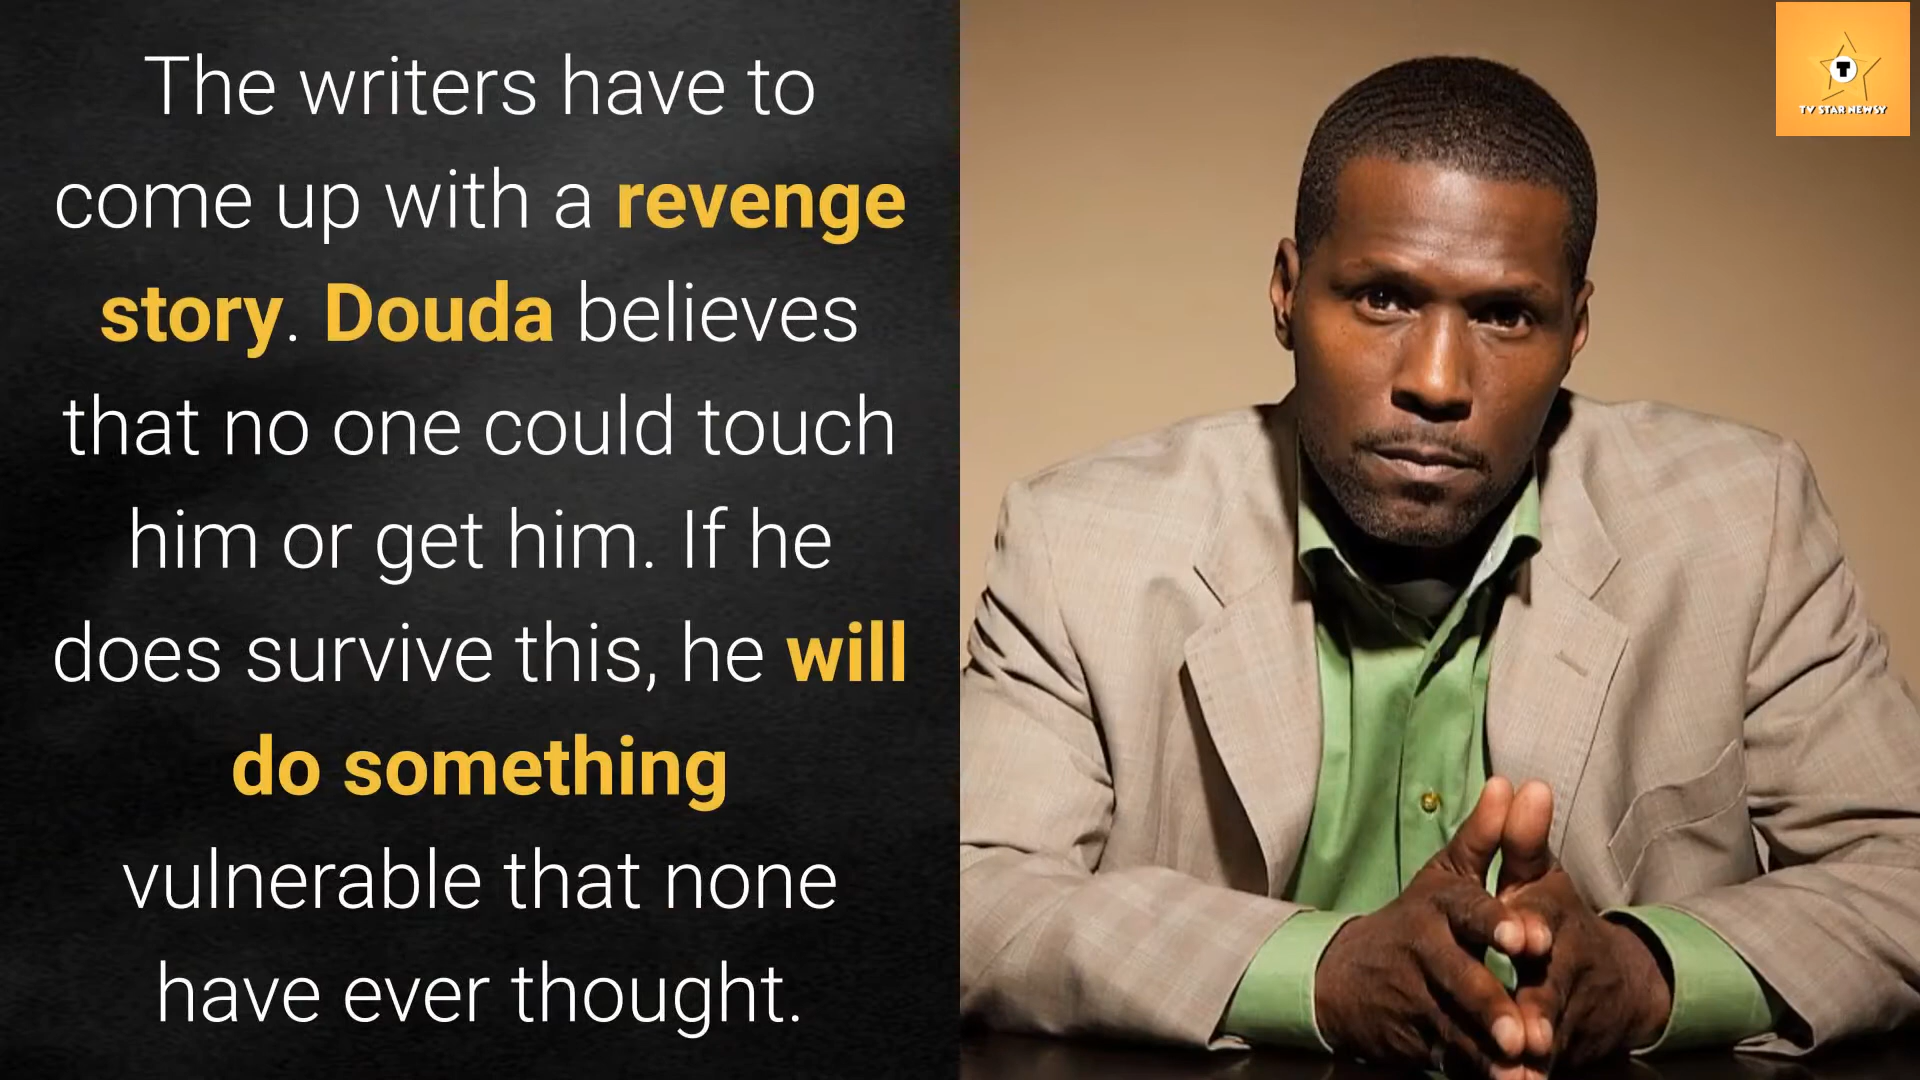 The writers have to
come up with a revenge
story. Douda believes
that no one could touch
him or get him. If he
does survive this, he will
do something
vulnerable that none
have ever thought.
T
TV STAR NEWSY